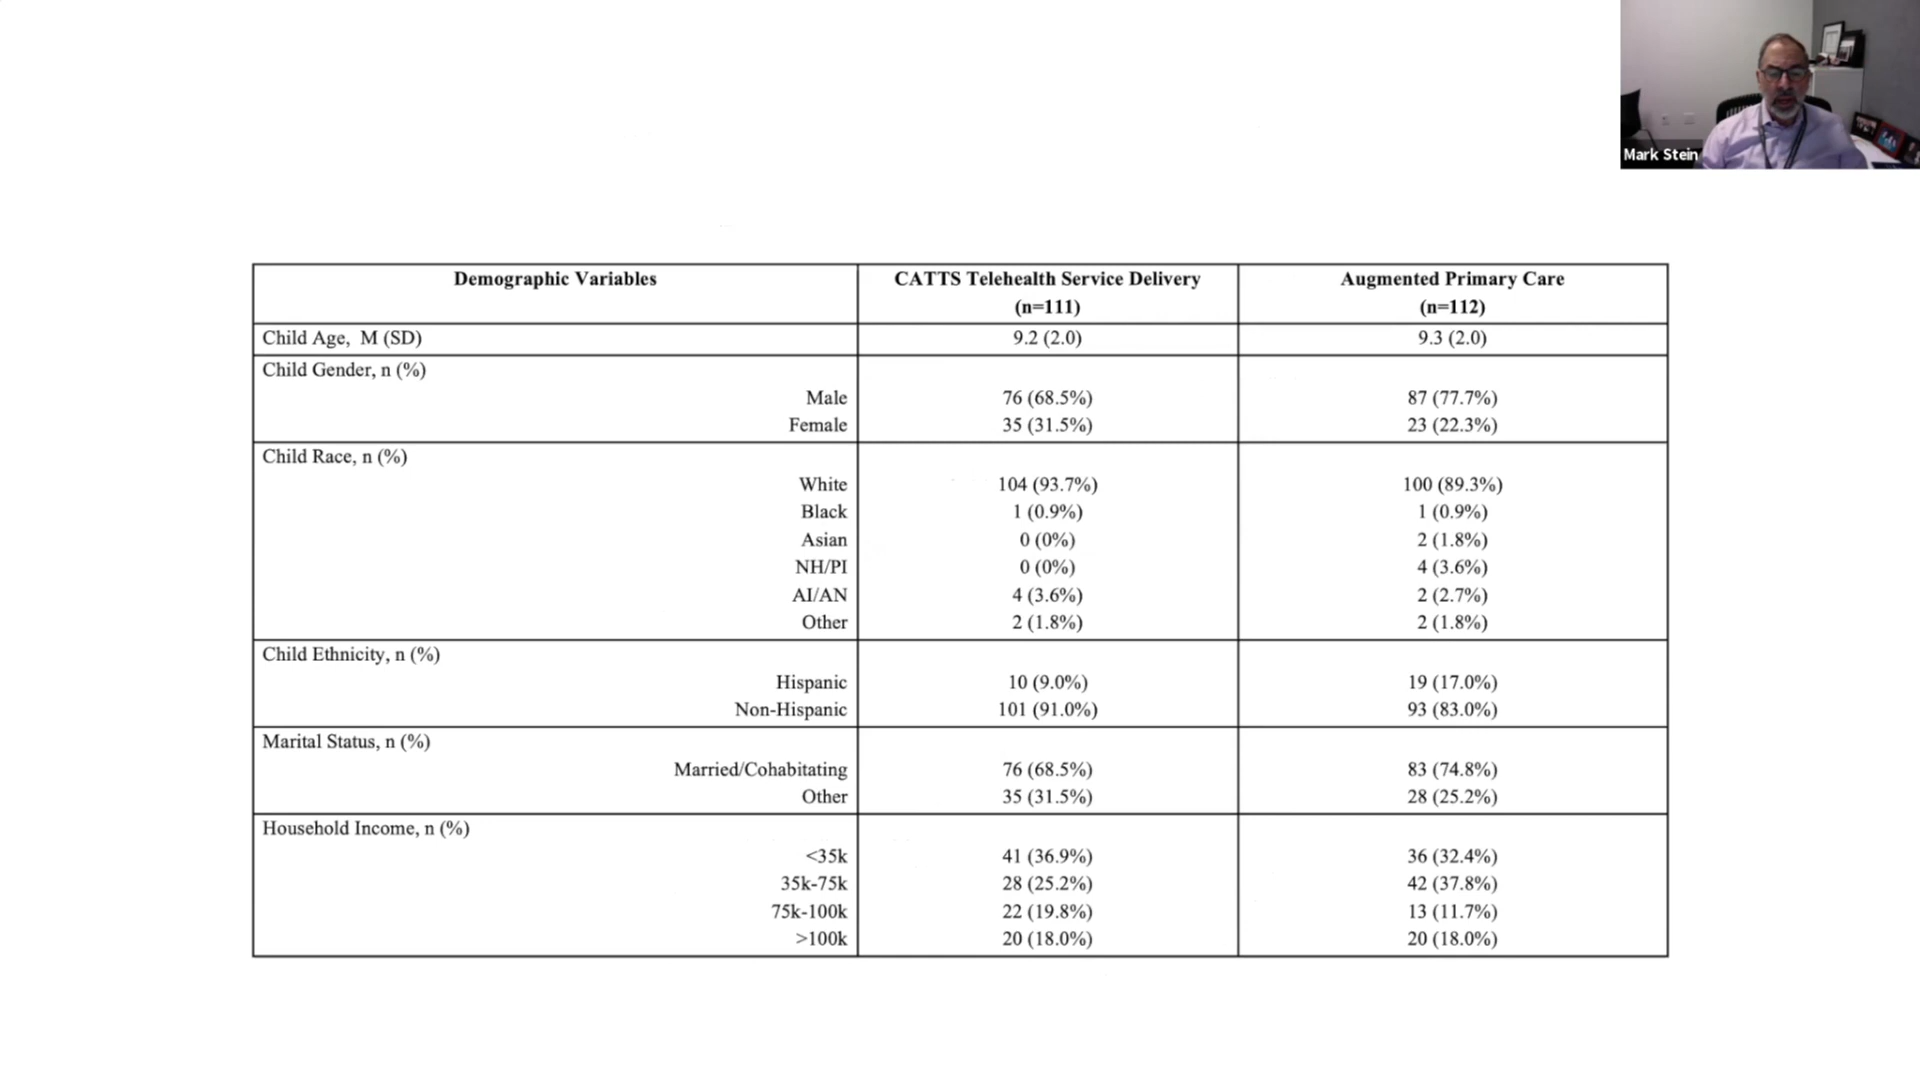 Mark Stein
Demographic Variables CATTS Telehealth Service Delivery Augmented Primary Care
(n=111) (n=112)
Child Age, M (SD) 9.2 (2.0) 9.3 (2.0)
Child Gender, n (%)
Male 76 (68.5%) 87 (77.7%)
Female 35 (31.5%) 23 (22.3%)
Child Race, n (%)
White 104 (93.7%) 100 (89.3%)
Black 1 (0.9%) 1 (0.9%)
Asian 0 (0%) 2 (1.8%)
NH/PI 0 (0%) 4 (3.6%)
AI/AN 4 (3.6%) 2 (2.7%)
Other 2 (1.8%) 2 (1.8%)
Child Ethnicity, n (%)
Hispanic 10 (9.0%) 19 (17.0%)
Non-Hispanic 101 (91.0%) 93 (83.0%)
Marital Status, n (%)
Married/Cohabitating 76 (68.5%) 83 (74.8%)
Other 35 (31.5%) 28 (25.2%)
Household Income, n (%)
<35k 41 (36.9%) 36 (32.4%)
35k-75k 28 (25.2%) 42 (37.8%)
75k-100k 22 (19.8%) 13 (11.7%)
>100k 20 (18.0%) 20 (18.0%)